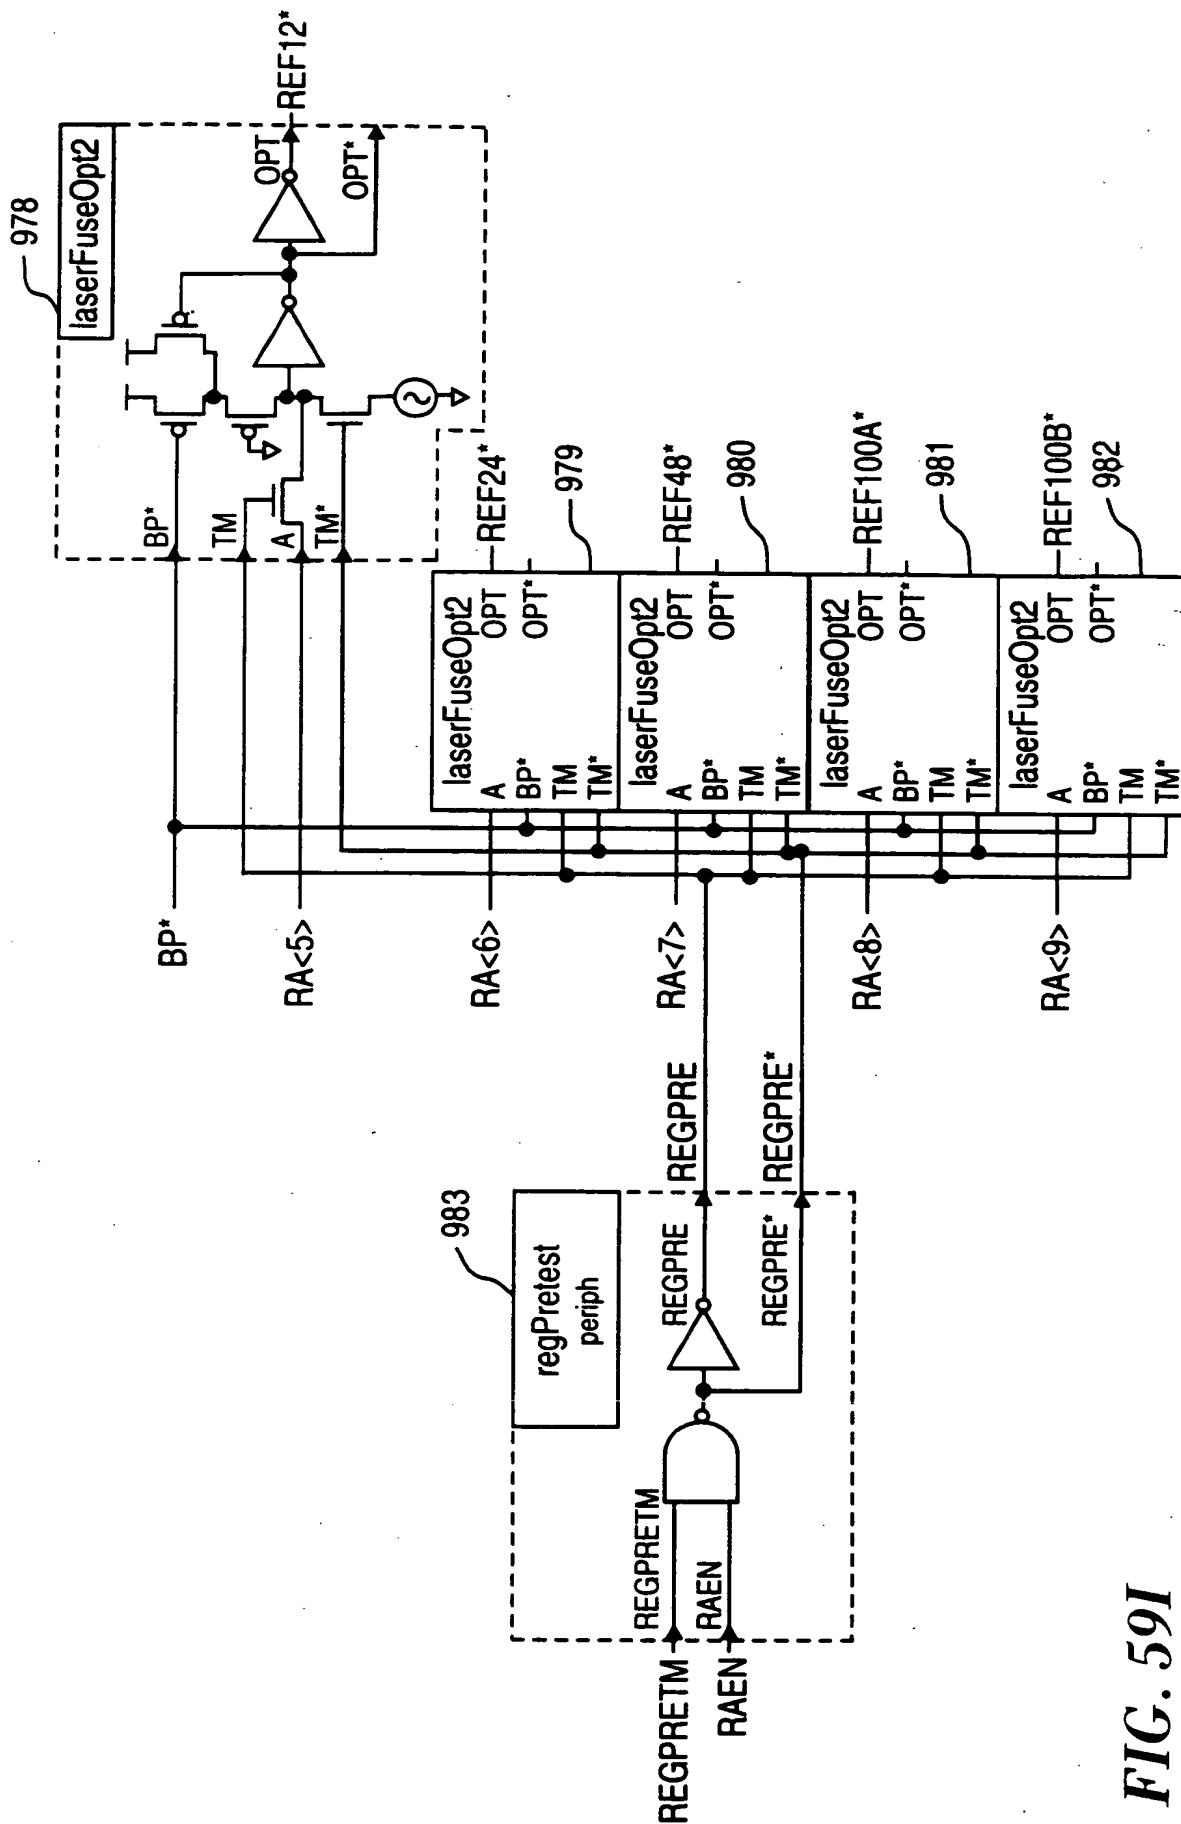 978
laserFuseOpt2
BP*
TM
A
TM*
OPT
OPT*
REF12*
BP*
RA<5>
RA<6>
RA<7>
RA<8>
RA<9>
laserFuseOpt2
A
BP*
TM
TM*
OPT
OPT*
REF24*
979
laserFuseOpt2
A
BP*
TM
TM*
OPT
OPT*
REF48*
980
laserFuseOpt2
A
BP*
TM
TM*
OPT
OPT*
REF100A*
981
laserFuseOpt2
A
BP*
TM
TM*
OPT
OPT*
REF100B*
982
983
regPretest
periph
REGPRETM
RAEN
REGPRETM
RAEN
REGPRE
REGPRE*
REGPRE
REGPRE*
FIG. 59I